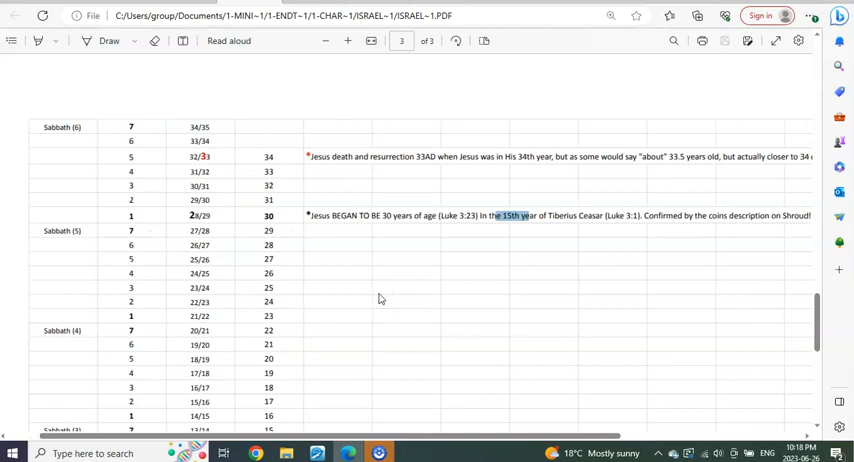 File
C:/Users/group/Documents/1-MINI~1/1-ENDT~1/1-CHAR~1/ISRAEL~1/ISRAEL~1.PDF
Sign in
Draw
Read aloud
3
of 3
Sabbath (6) 7 34/35
6 33/34
5 32/33 34 *Jesus death and resurrection 33AD when Jesus was in His 34th year, but as some would say "about" 33.5 years old, but actually closer to 34
4 31/32 33
3 30/31 32
2 29/30 31
1 28/29 30 *Jesus BEGAN TO BE 30 years of age (Luke 3:23) In the 15th year of Tiberius Ceasar (Luke 3:1). Confirmed by the coins description on Shroud!
Sabbath (5) 7 27/28 29
6 26/27 28
5 25/26 27
4 24/25 26
3 23/24 25
2 22/23 24
1 21/22 23
Sabbath (4) 7 20/21 22
6 19/20 21
5 18/19 20
4 17/18 19
3 16/17 18
2 15/16 17
1 14/15 16
Sabbath (3) 7 13/14 15
Type here to search
18°C Mostly sunny
ENG
10:18 PM
2023-06-26
2